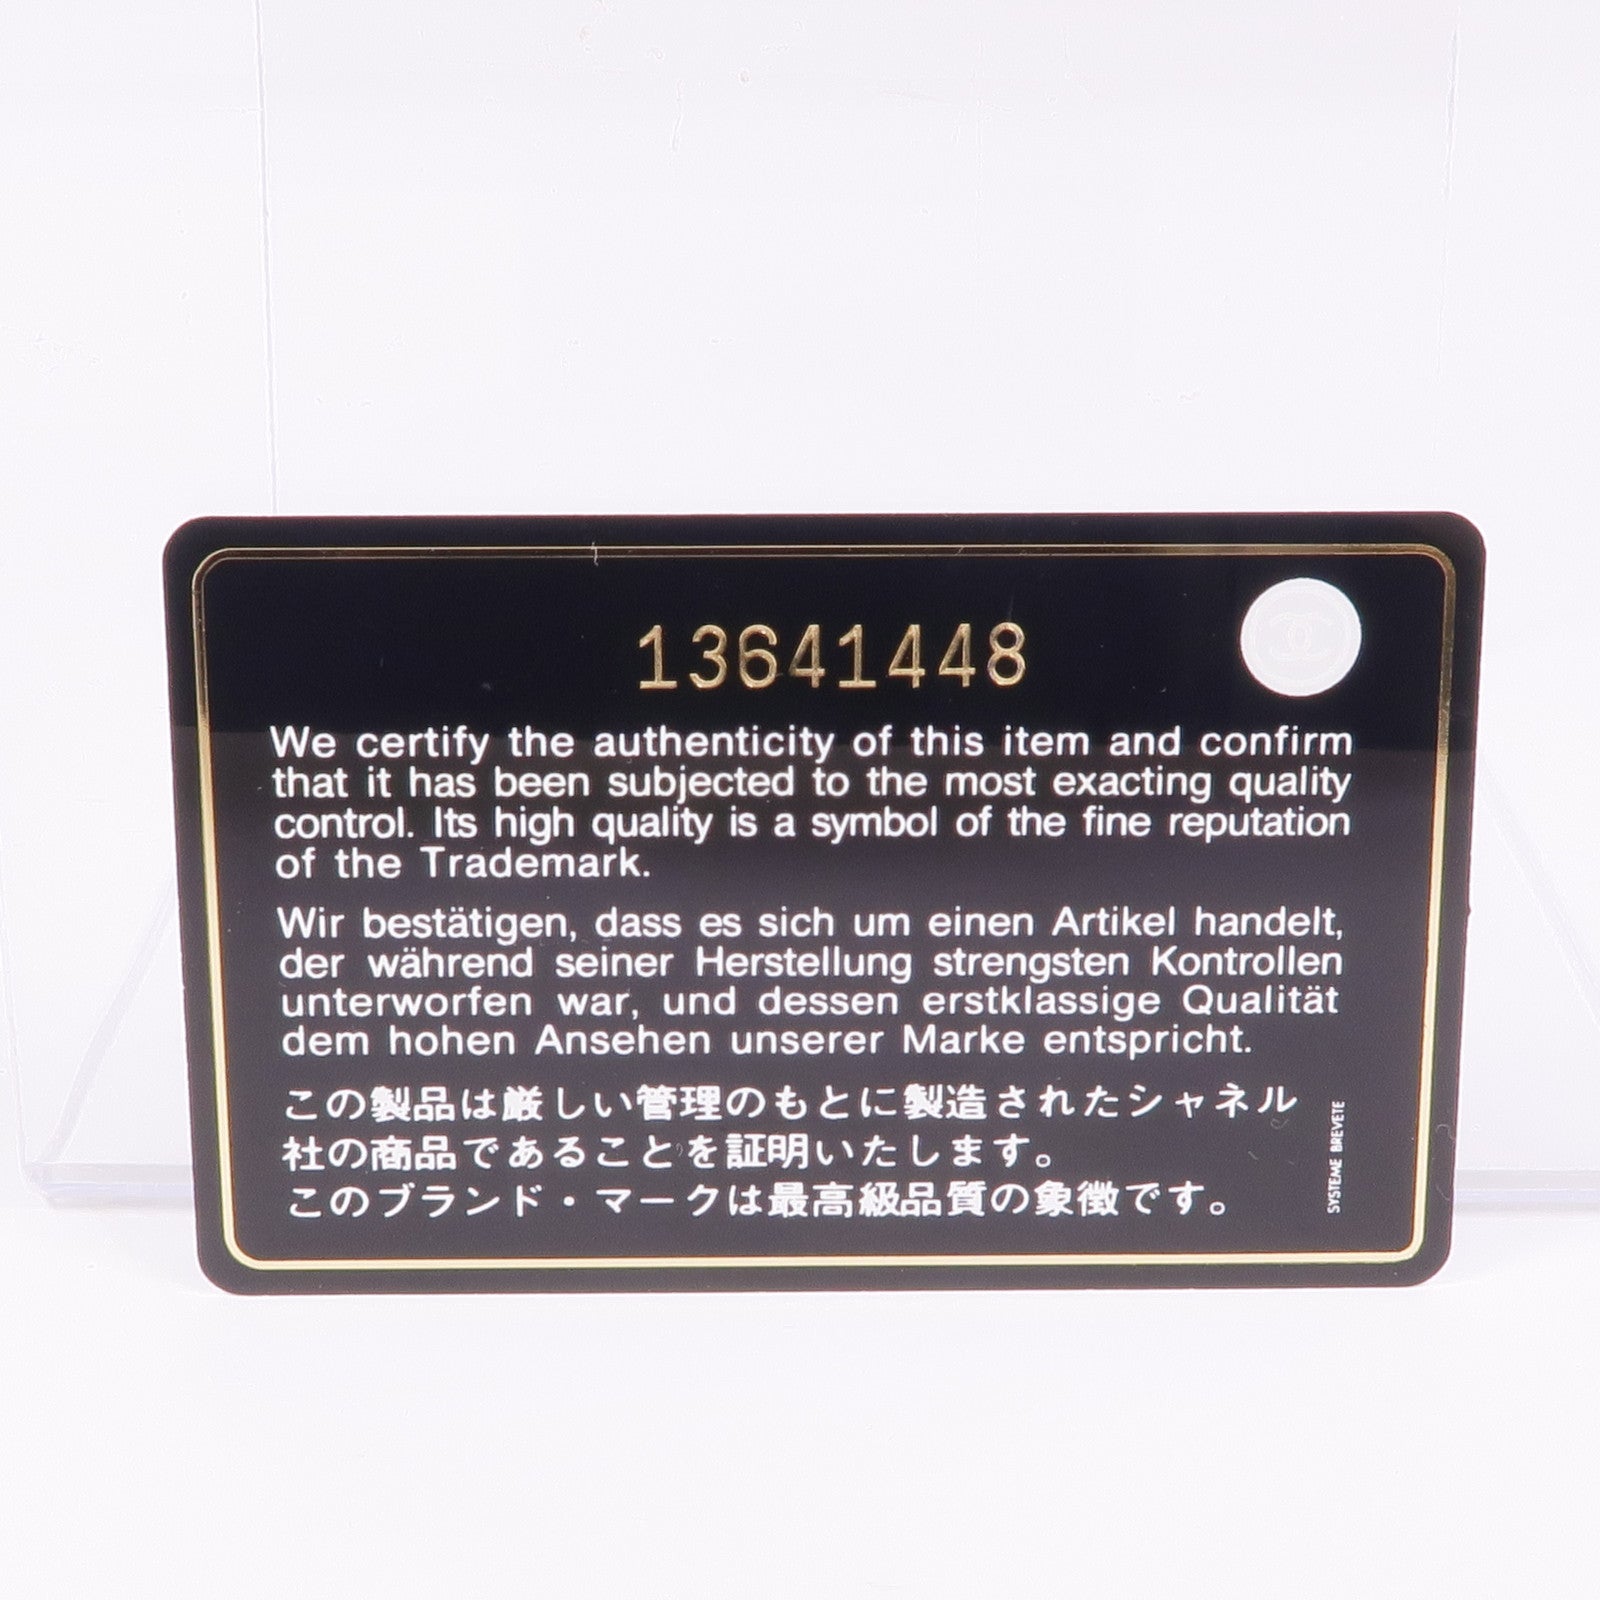 13641448
We certify the authenticity of this item and confirm
that it has been subjected to the most exacting quality
control. Its high quality is a symbol of the fine reputation
of the Trademark.
Wir bestätigen, dass es sich um einen Artikel handelt,
der während seiner Herstellung strengsten Kontrollen
unterworfen war, und dessen erstklassige Qualität
dem hohen Ansehen unserer Marke entspricht.
この製品は厳しい管理のもとに製造されたシャネル
社の商品であることを証明いたします。
このブランド・マークは最高級品質の象徴です。
SYSTEME BREVETE